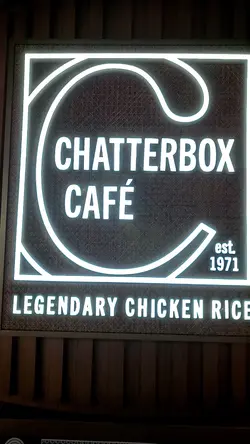 CHATTERBOX
CAFÉ
est.
1971
LEGENDARY CHICKEN RICE